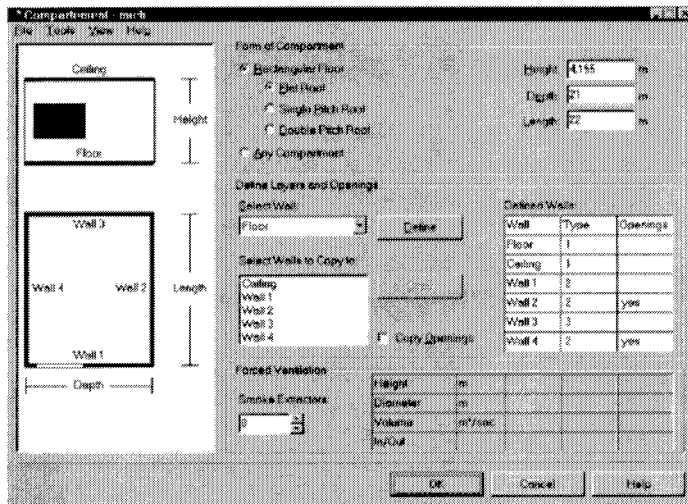 Compartement - mech
File Tools View Help
Ceiling
Floor
Height
Wall 3
Wall 4
Wall 2
Wall 1
Length
Depth
Form of Compartment
Rectangular Floor
Flat Roof
Single Pitch Roof
Double Pitch Roof
Any Compartment
Height 4,155 m
Depth 21 m
Length 22 m
Define Layers and Openings
Select Wall:
Floor
Define
Select Walls to Copy to:
Ceiling
Wall 1
Wall 2
Wall 3
Wall 4
Copy Openings
Defined Walls
Wall Type Openings
Floor 1
Ceiling 1
Wall 1 2
Wall 2 2 yes
Wall 3 3
Wall 4 2 yes
Forced Ventilation
Smoke Extractors
0
Height m
Diameter m
Volume m³/sec
In/Out
OK Cancel Help